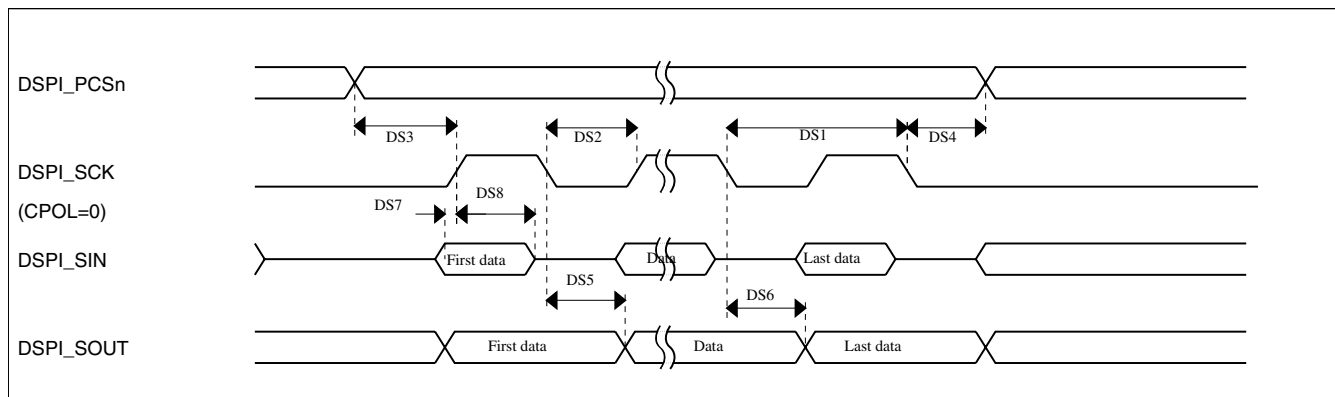 DSPI_PCSn
DS3
DS2
DS1
DS4
DSPI_SCK
(CPOL=0)
DS7
DS8
DSPI_SIN
First data
Data
Last data
DS5
DS6
DSPI_SOUT
First data
Data
Last data